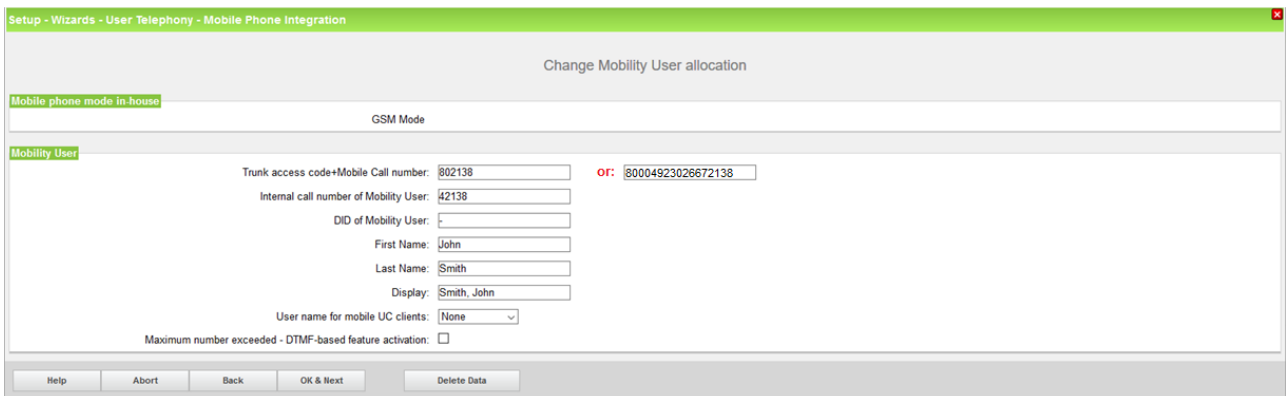 Setup - Wizards - User Telephony - Mobile Phone Integration
Change Mobility User allocation
Mobile phone mode in-house
GSM Mode
Mobility User
Trunk access code+Mobile Call number: 802138 or: 80004923026672138
Internal call number of Mobility User: 42138
DID of Mobility User: -
First Name: John
Last Name: Smith
Display: Smith, John
User name for mobile UC clients: None
Maximum number exceeded - DTMF-based feature activation:
Help Abort Back OK & Next Delete Data